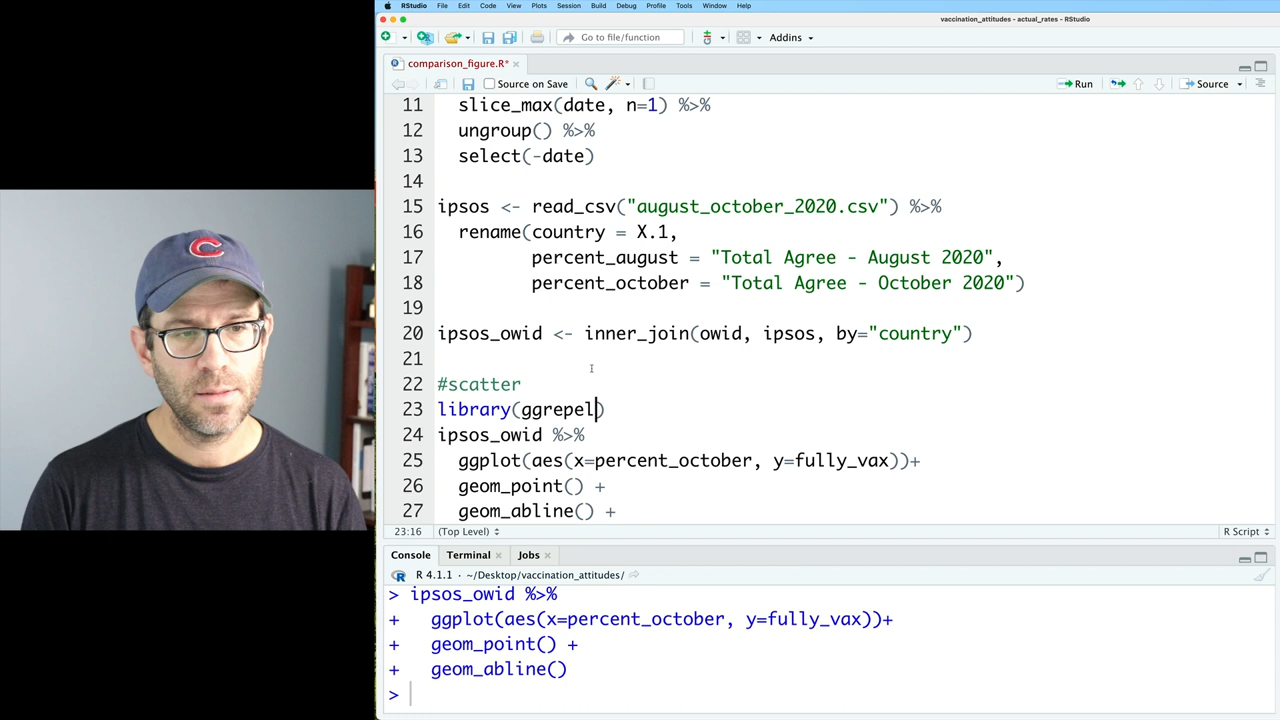 RStudio File Edit Code View Plots Session Build Debug Profile Tools Window Help
vaccination_attitudes - actual_rates - RStudio
Go to file/function Addins
comparison_figure.R*
Source on Save Run Source
11 slice_max(date, n=1) %>%
12 ungroup() %>%
13 select(-date)
14
15 ipsos <- read_csv("august_october_2020.csv") %>%
16 rename(country = X.1,
17 percent_august = "Total Agree - August 2020",
18 percent_october = "Total Agree - October 2020")
19
20 ipsos_owid <- inner_join(owid, ipsos, by="country")
21
22 #scatter
23 library(ggrepel)
24 ipsos_owid %>%
25 ggplot(aes(x=percent_october, y=fully_vax))+
26 geom_point() +
27 geom_abline() +
23:16 (Top Level) R Script
Console Terminal Jobs
R 4.1.1 · ~/Desktop/vaccination_attitudes/
> ipsos_owid %>%
+ ggplot(aes(x=percent_october, y=fully_vax))+
+ geom_point() +
+ geom_abline()
>
C